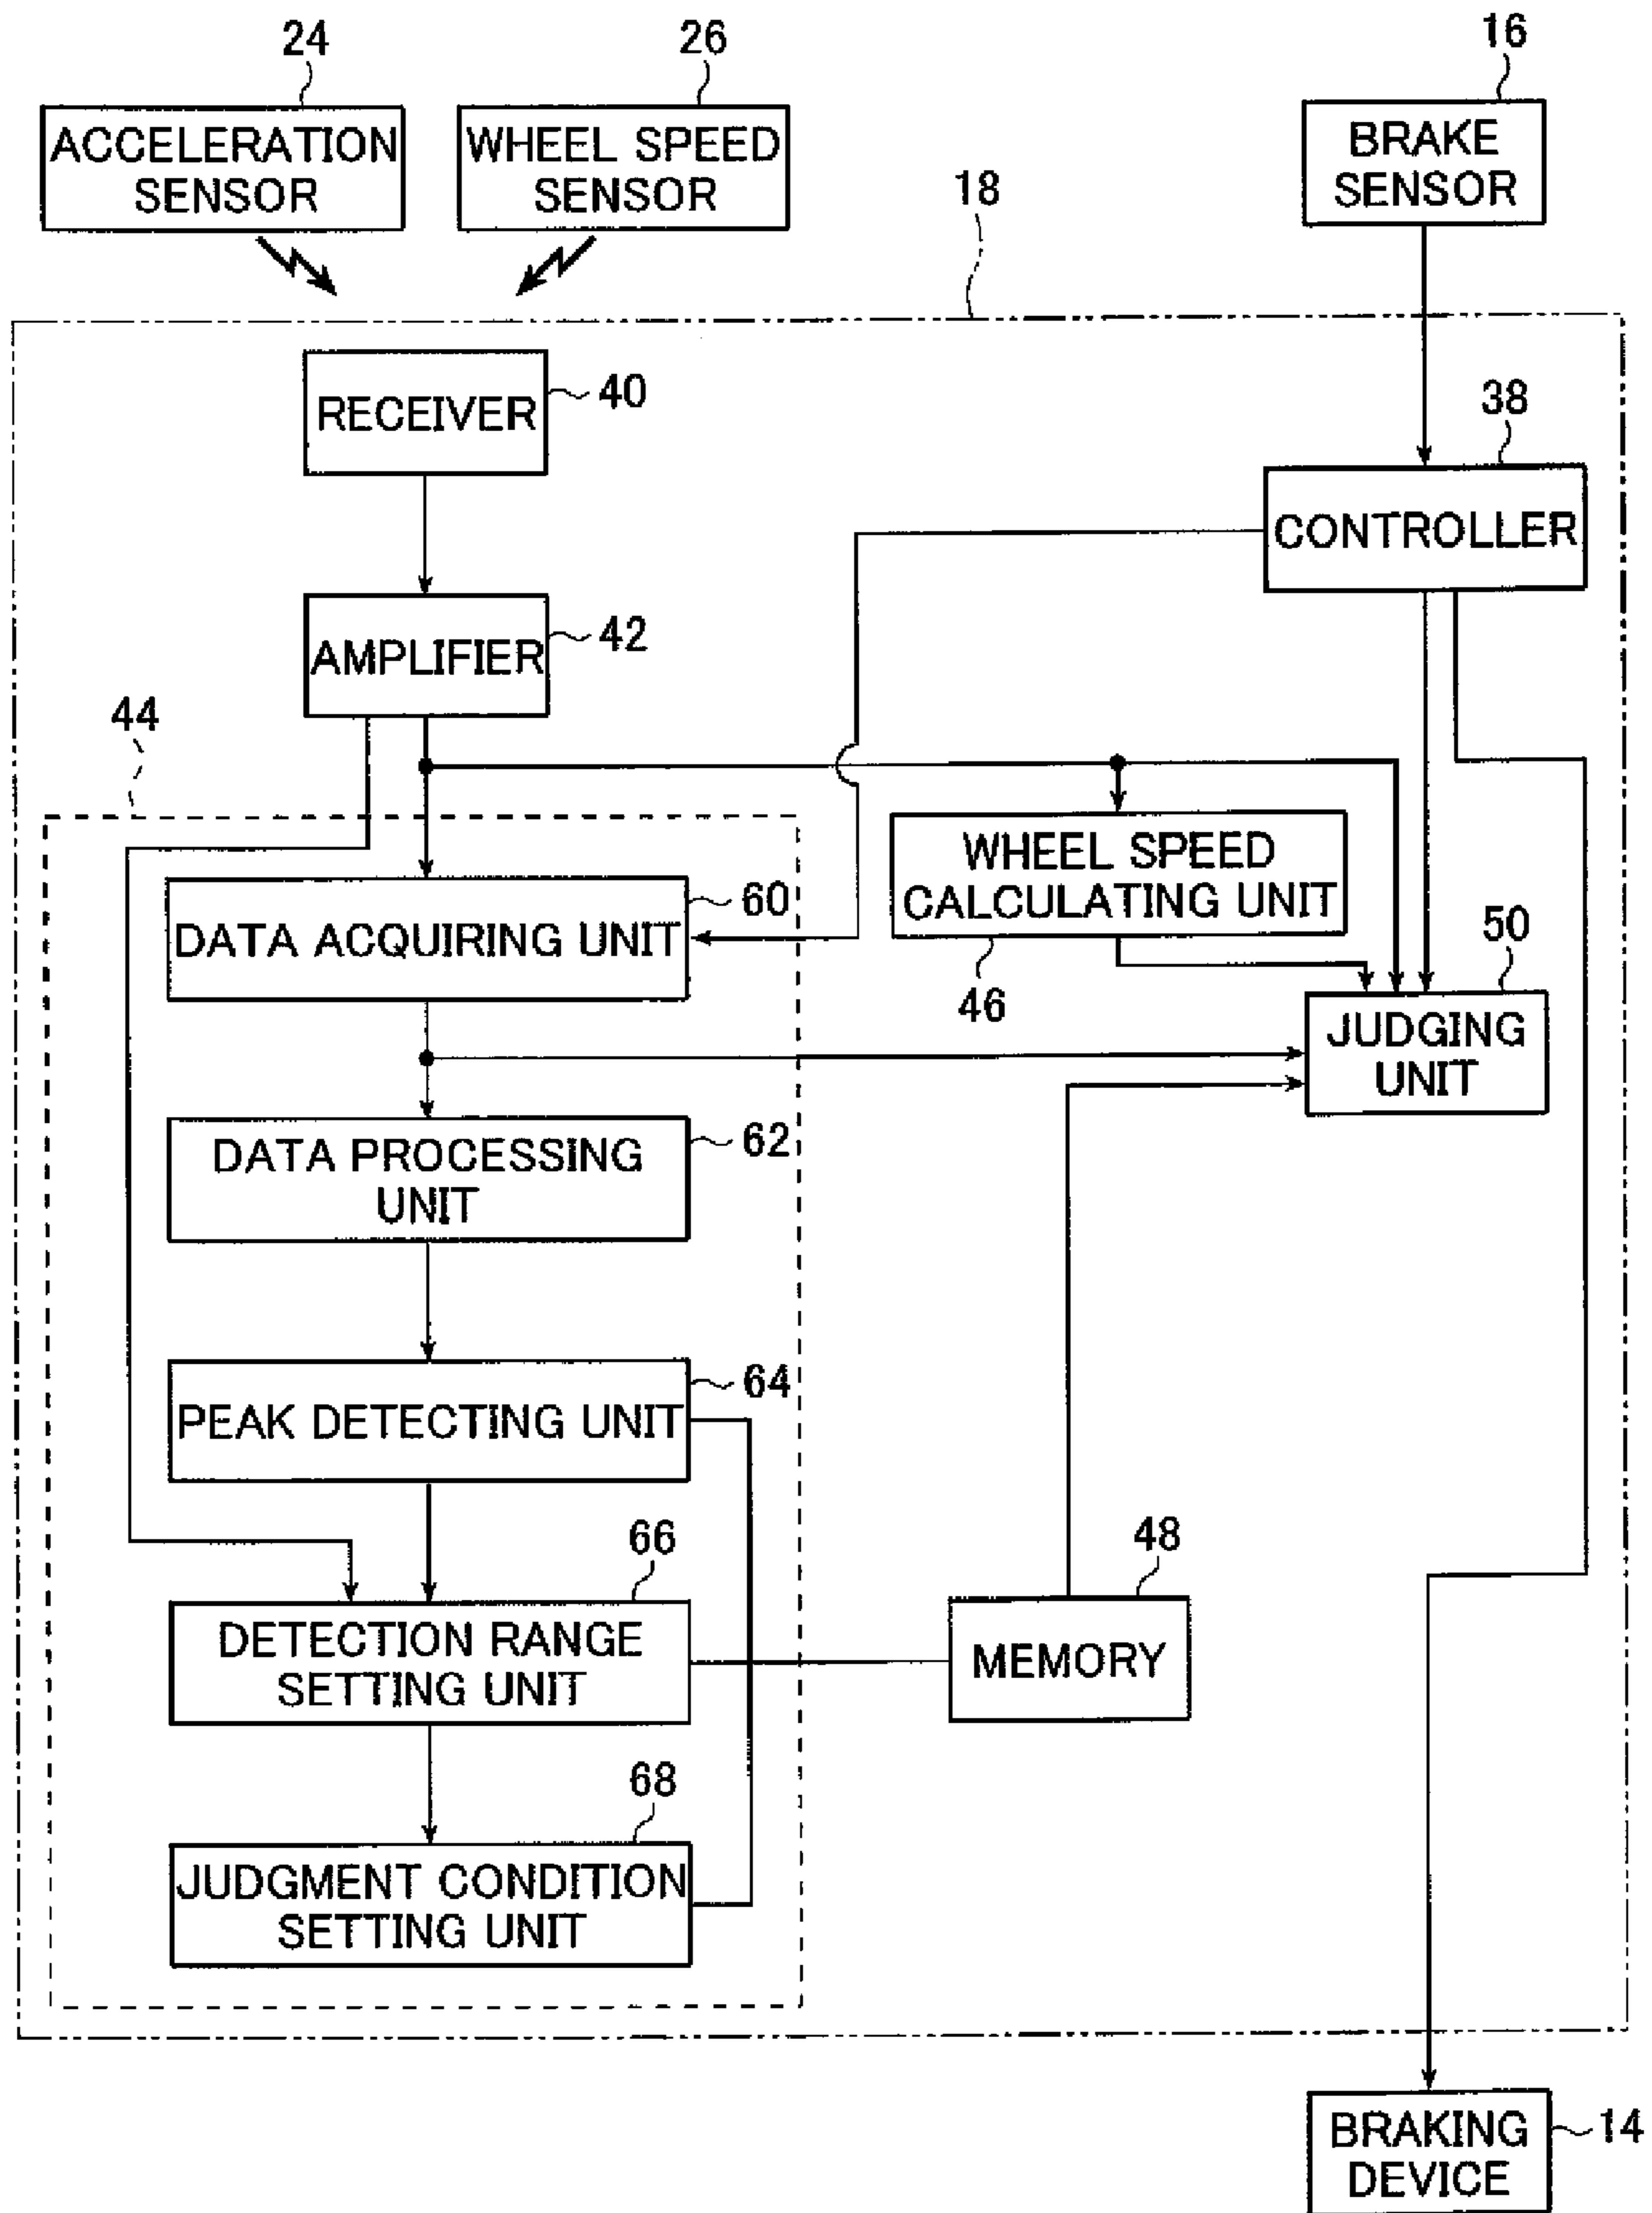 24
26
16
ACCELERATION
SENSOR
WHEEL SPEED
SENSOR
BRAKE
SENSOR
18
RECEIVER
40
38
CONTROLLER
AMPLIFIER
42
44
WHEEL SPEED
CALCULATING UNIT
46
DATA ACQUIRING UNIT
60
50
JUDGING
UNIT
DATA PROCESSING
UNIT
62
PEAK DETECTING UNIT
64
66
DETECTION RANGE
SETTING UNIT
48
MEMORY
68
JUDGMENT CONDITION
SETTING UNIT
BRAKING
DEVICE
14